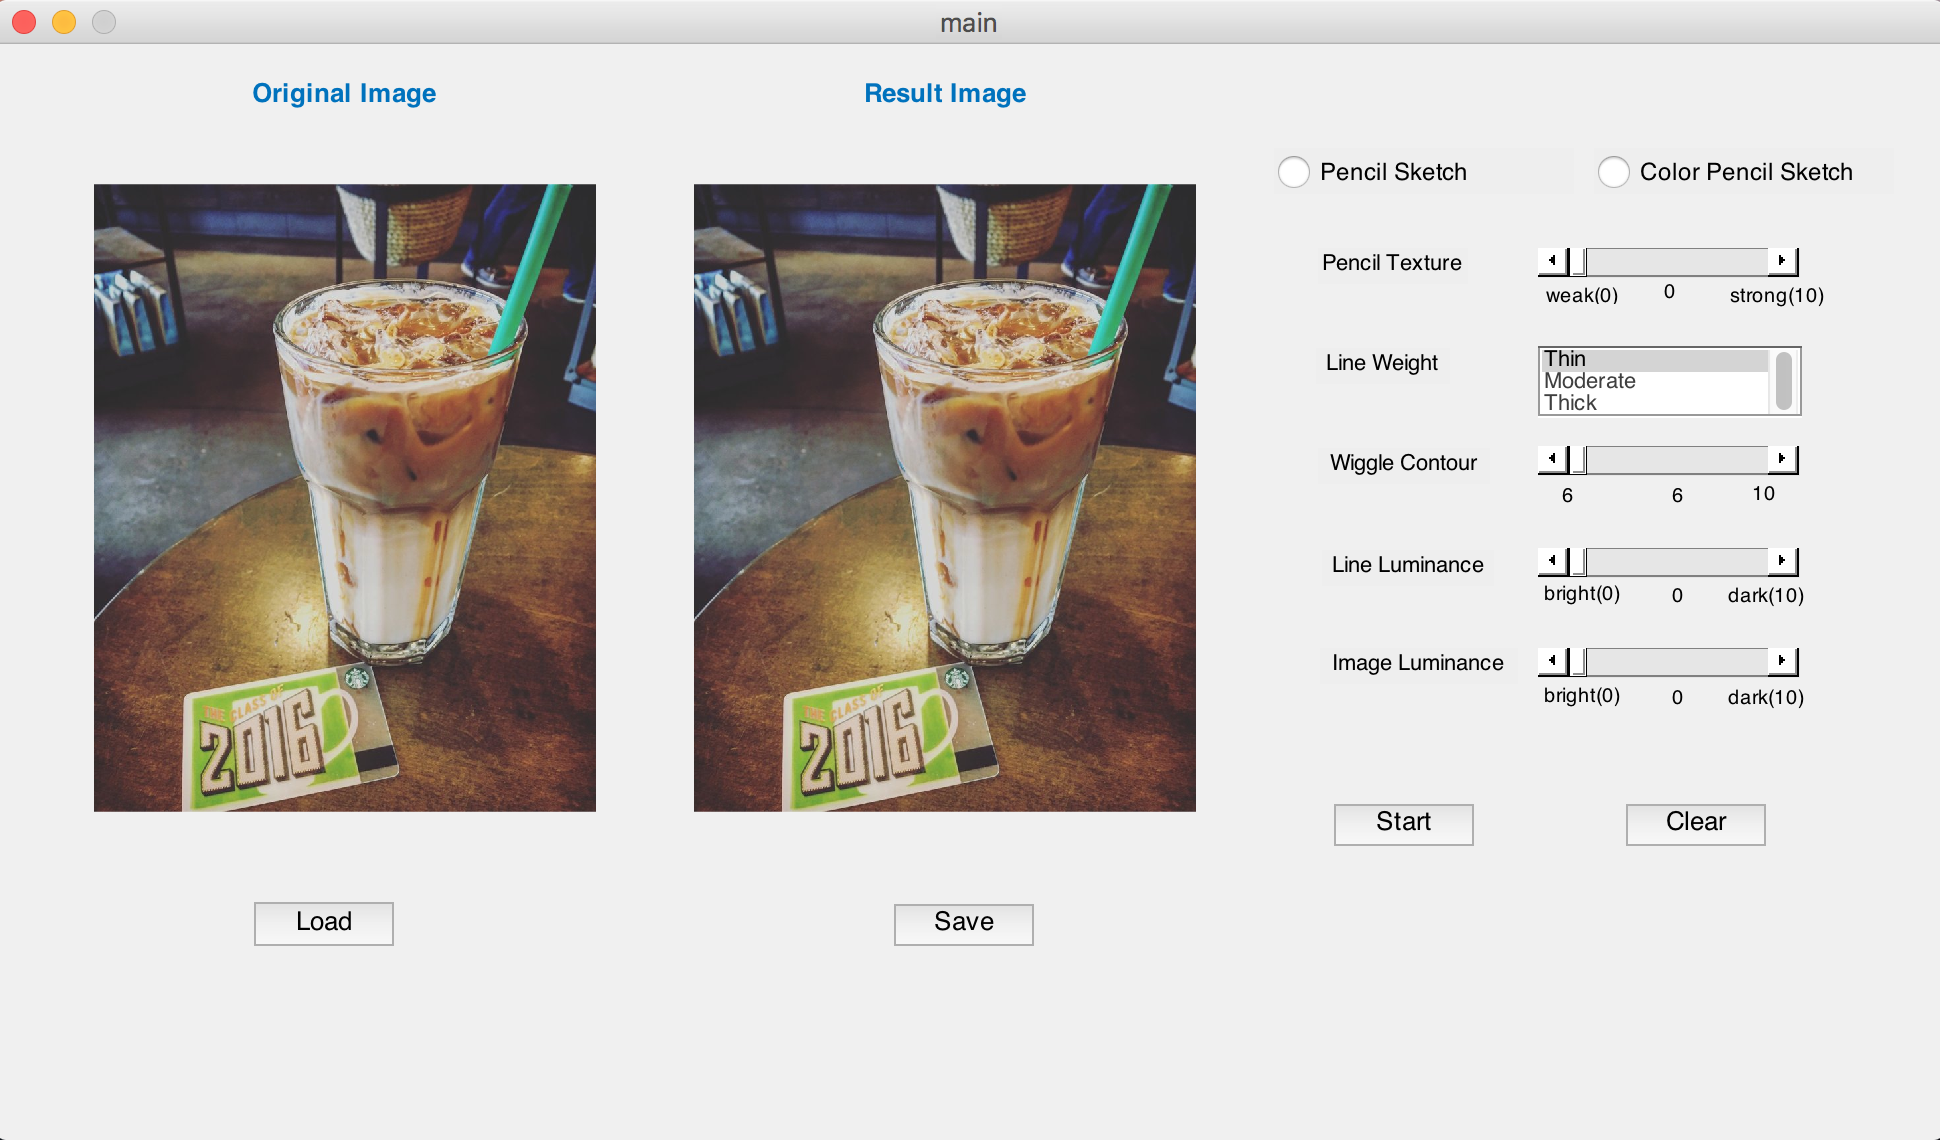 main
Original Image
Result Image
Pencil Sketch
Color Pencil Sketch
Pencil Texture
weak(0) 0 strong(10)
Line Weight
Thin
Moderate
Thick
Wiggle Contour
6 6 10
Line Luminance
bright(0) 0 dark(10)
Image Luminance
bright(0) 0 dark(10)
Start
Clear
Load
Save
THE CLASS OF
2016
THE CLASS OF
2016